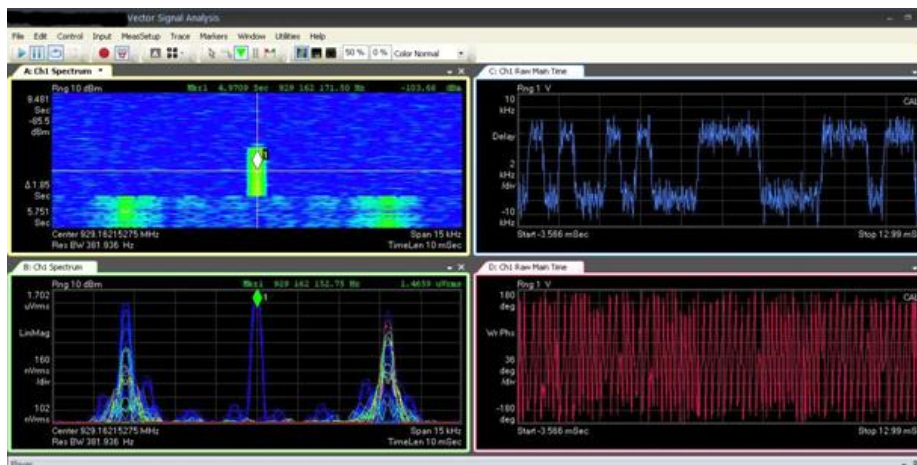 Vector Signal Analysis
File Edit Control Input MeasSetup Trace Markers Window Utilities Help
50 % 0 % Color Normal
A: Ch1 Spectrum *
Rng 10 dBm
Mkr1 4.9709 Sec 929 162 171.50 Hz -103.68 dBm
9.481
Sec
-85.5
dBm
Δ1.85
Sec
5.751
Sec
Center 929.16215275 MHz Span 15 kHz
Res BW 381.936 Hz TimeLen 10 mSec
C: Ch1 Raw Main Time
Rng 1 V
10
kHz
CAL
Delay
2
kHz
/div
-10
kHz
Start -3.566 mSec Stop 12.99 mS
B: Ch1 Spectrum
Rng 10 dBm
Mkr1 929 162 152.75 Hz 1.4639 uVrms
1.702
uVrms
LinMag
160
nVrms
/div
102
nVrms
Center 929.16215275 MHz Span 15 kHz
Res BW 381.936 Hz TimeLen 10 mSec
D: Ch1 Raw Main Time
Rng 1 V
180
deg
CAL
Wr Phs
36
deg
/div
-180
deg
Start -3.566 mSec Stop 12.99 mS